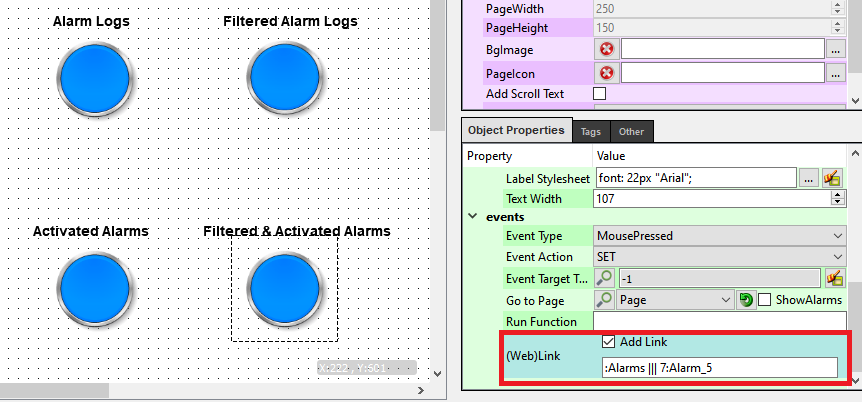 Alarm Logs
Filtered Alarm Logs
Activated Alarms
Filtered & Activated Alarms
X:222, Y:501
PageWidth 250
PageHeight 150
BgImage ...
PageIcon ...
Add Scroll Text
Object Properties Tags Other
Property Value
Label Stylesheet font: 22px "Arial"; ...
Text Width 107
events
Event Type MousePressed
Event Action SET
Event Target T... -1
Go to Page Page ShowAlarms
Run Function
(Web)Link Add Link
:Alarms ||| 7:Alarm_5